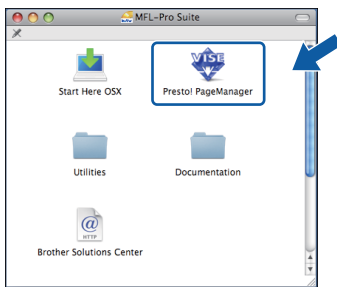 MFL-Pro Suite
Start Here OSX
VISE
Presto! PageManager
Utilities
Documentation
@
HTTP
Brother Solutions Center